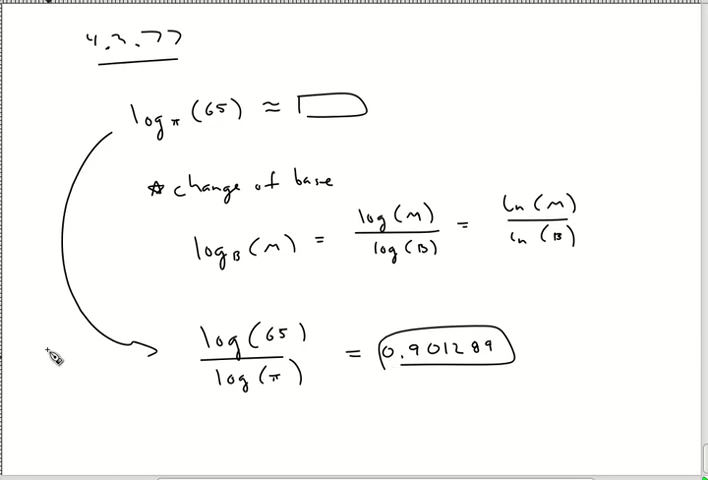 4.3.77
log_π(65) ≈
* change of base
log_B(M) = log(M)/log(B) = ln(M)/ln(B)
log(65)/log(π) = 0.901289